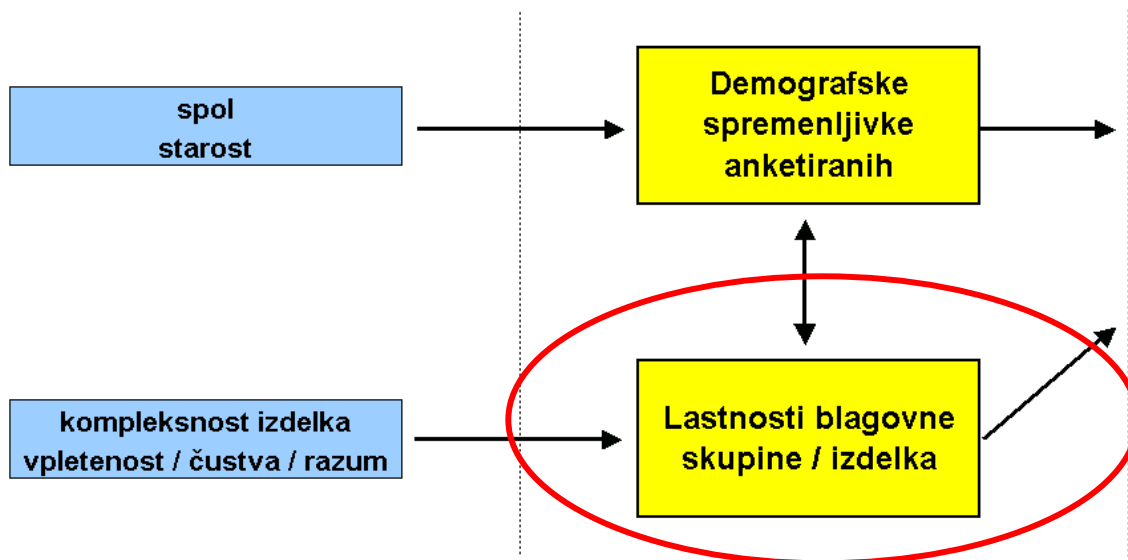 spol
starost
Demografske
spremenljivke
anketiranih
kompleksnost izdelka
vpletenost / čustva / razum
Lastnosti blagovne
skupine / izdelka